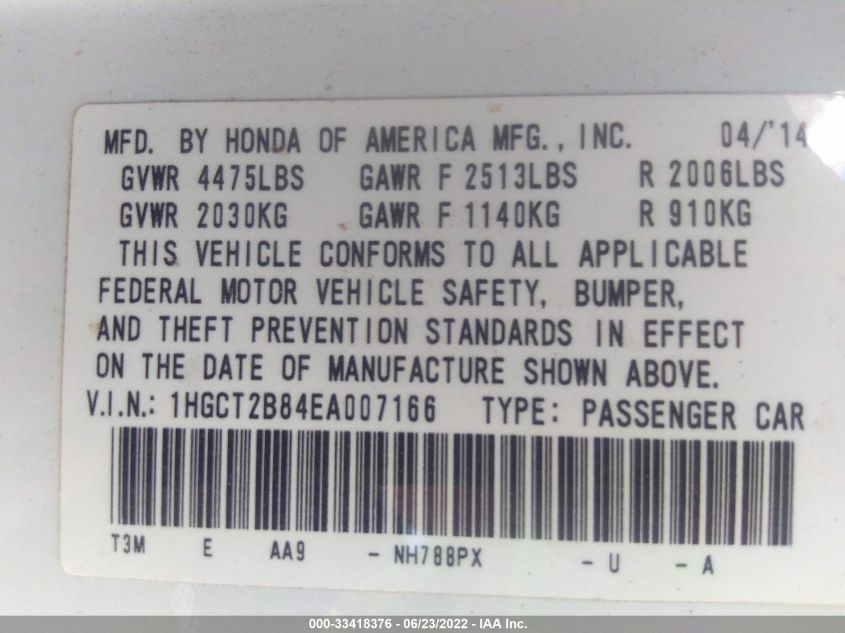 MFD. BY HONDA OF AMERICA MFG., INC. 04/'14
GVWR 4475LBS GAWR F 2513LBS R 2006LBS
GVWR 2030KG GAWR F 1140KG R 910KG
THIS VEHICLE CONFORMS TO ALL APPLICABLE
FEDERAL MOTOR VEHICLE SAFETY, BUMPER,
AND THEFT PREVENTION STANDARDS IN EFFECT
ON THE DATE OF MANUFACTURE SHOWN ABOVE.
V.I.N.: 1HGCT2B84EA007166 TYPE: PASSENGER CAR
T3M E AA9 - NH788PX - U - A
000-33418376 - 06/23/2022 - IAA Inc.